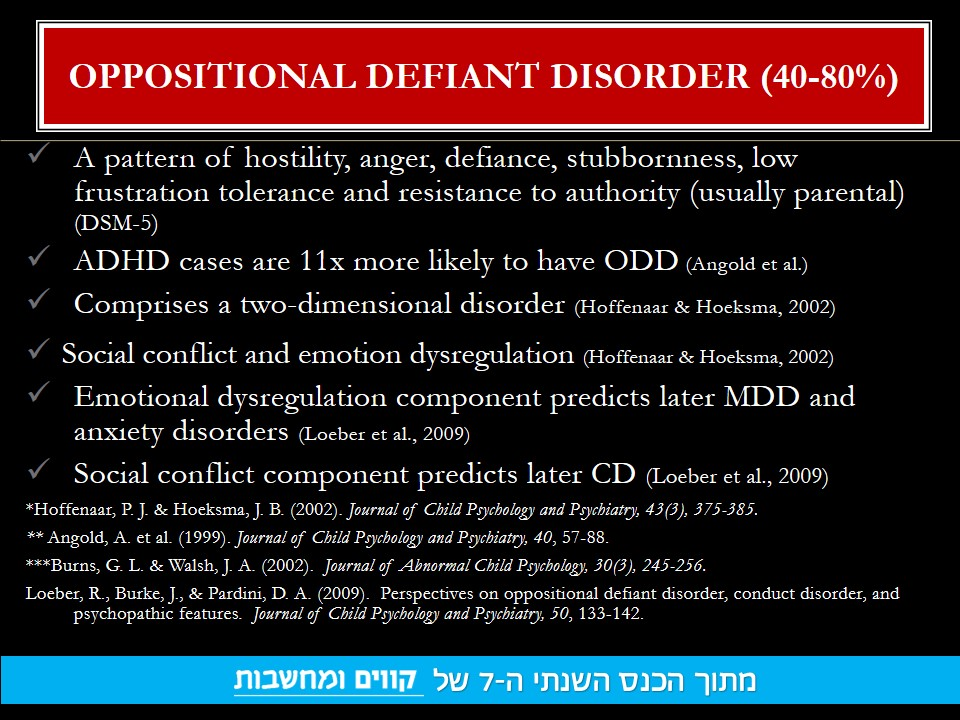 OPPOSITIONAL DEFIANT DISORDER (40-80%)
✓ A pattern of hostility, anger, defiance, stubbornness, low
frustration tolerance and resistance to authority (usually parental)
(DSM-5)
✓ ADHD cases are 11x more likely to have ODD (Angold et al.)
✓ Comprises a two-dimensional disorder (Hoffenaar & Hoeksma, 2002)
✓ Social conflict and emotion dysregulation (Hoffenaar & Hoeksma, 2002)
✓ Emotional dysregulation component predicts later MDD and
anxiety disorders (Loeber et al., 2009)
✓ Social conflict component predicts later CD (Loeber et al., 2009)
*Hoffenaar, P. J. & Hoeksma, J. B. (2002). Journal of Child Psychology and Psychiatry, 43(3), 375-385.
** Angold, A. et al. (1999). Journal of Child Psychology and Psychiatry, 40, 57-88.
***Burns, G. L. & Walsh, J. A. (2002). Journal of Abnormal Child Psychology, 30(3), 245-256.
Loeber, R., Burke, J., & Pardini, D. A. (2009). Perspectives on oppositional defiant disorder, conduct disorder, and
psychopathic features. Journal of Child Psychology and Psychiatry, 50, 133-142.
מתוך הכנס השנתי ה-7 של קווים ומחשבות